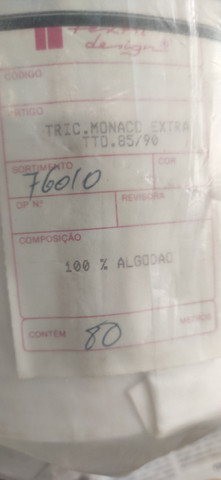 design
CÓDIGO
ARTIGO
TRIC.MONACO EXTRA
TTO.85/90
SORTIMENTO
COR
76010
OP Nº
REVISORA
COMPOSIÇÃO
100 % ALGODAO
CONTÉM
80
METROS